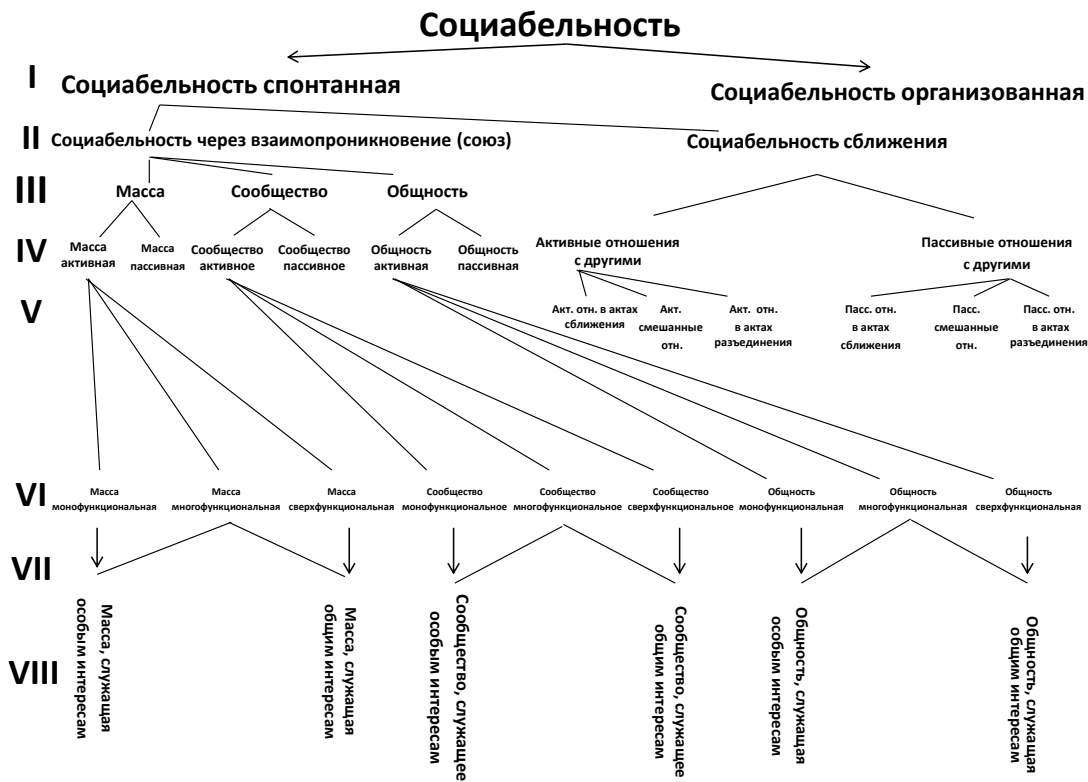 Социабельность
I
Социабельность спонтанная
Социабельность организованная
II
Социабельность через взаимопроникновение (союз)
Социабельность сближения
III
Масса
Сообщество
Общность
IV
Масса
активная
Масса
пассивная
Сообщество
активное
Сообщество
пассивное
Общность
активная
Общность
пассивная
Активные отношения
с другими
Пассивные отношения
с другими
V
Акт. отн. в актах
сближения
Акт.
смешанные
отн.
Акт. отн.
в актах
разъединения
Пасс. отн.
в актах
сближения
Пасс.
смешанные
отн.
Пасс. отн.
в актах
разъединения
VI
Масса
монофункциональная
Масса
многофункциональная
Масса
сверхфункциональная
Сообщество
монофункциональное
Сообщество
многофункциональное
Сообщество
сверхфункциональное
Общность
монофункциональная
Общность
многофункциональная
Общность
сверхфункциональная
VII
VIII
Масса, служащая
особым интересам
Масса, служащая
общим интересам
Сообщество, служащее
особым интересам
Сообщество, служащее
общим интересам
Общность, служащая
особым интересам
Общность, служащая
общим интересам